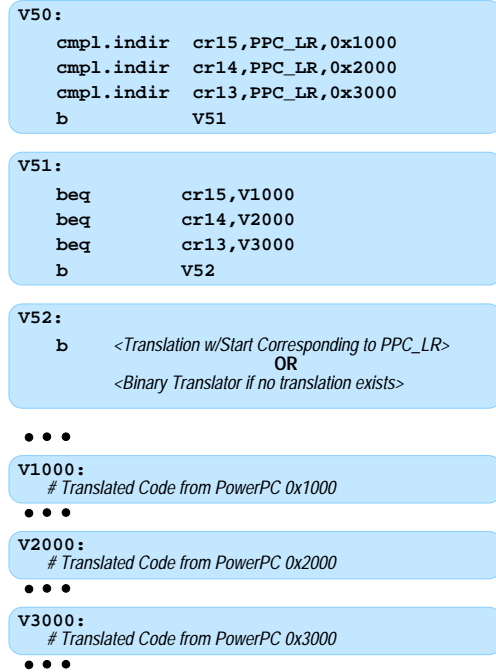 V50:
cmpl.indir cr15,PPC_LR,0x1000
cmpl.indir cr14,PPC_LR,0x2000
cmpl.indir cr13,PPC_LR,0x3000
b V51
V51:
beq cr15,V1000
beq cr14,V2000
beq cr13,V3000
b V52
V52:
b <Translation w/Start Corresponding to PPC_LR>
OR
<Binary Translator if no translation exists>
• • •
V1000:
# Translated Code from PowerPC 0x1000
• • •
V2000:
# Translated Code from PowerPC 0x2000
• • •
V3000:
# Translated Code from PowerPC 0x3000
• • •